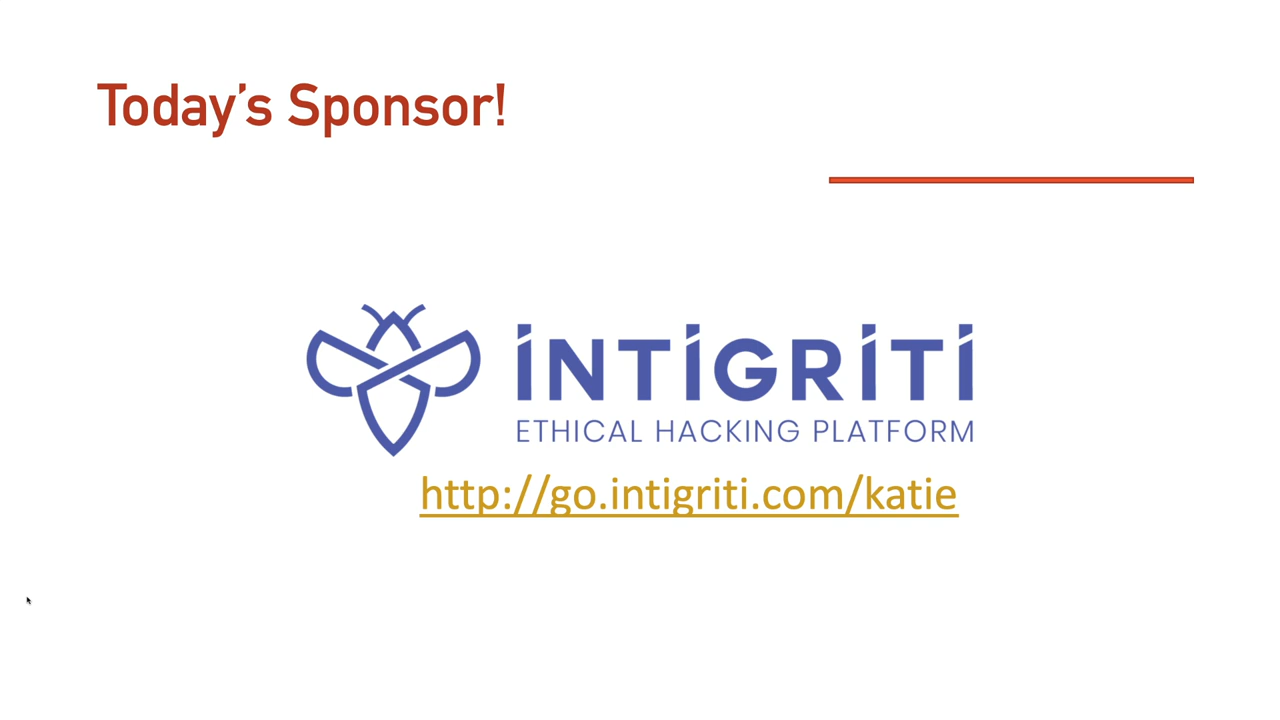 Today's Sponsor!
INTIGRITI
ETHICAL HACKING PLATFORM
http://go.intigriti.com/katie